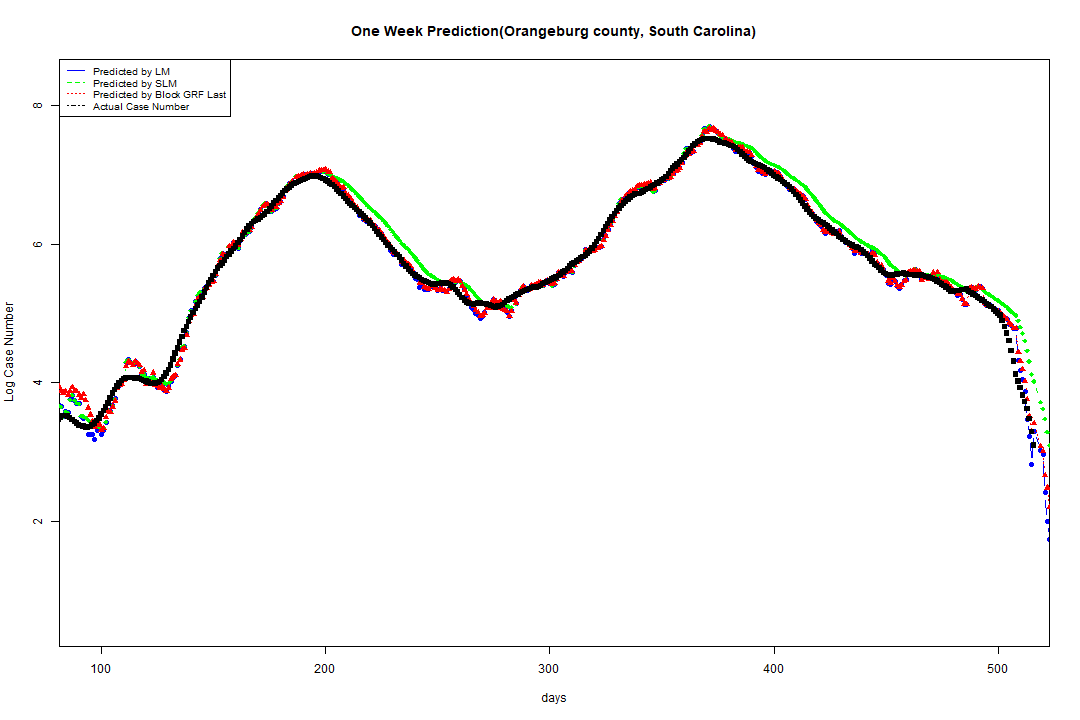 One Week Prediction(Orangeburg county, South Carolina)
Predicted by LM
Predicted by SLM
Predicted by Block GRF Last
Actual Case Number
8
6
4
2
Log Case Number
100 200 300 400 500
days